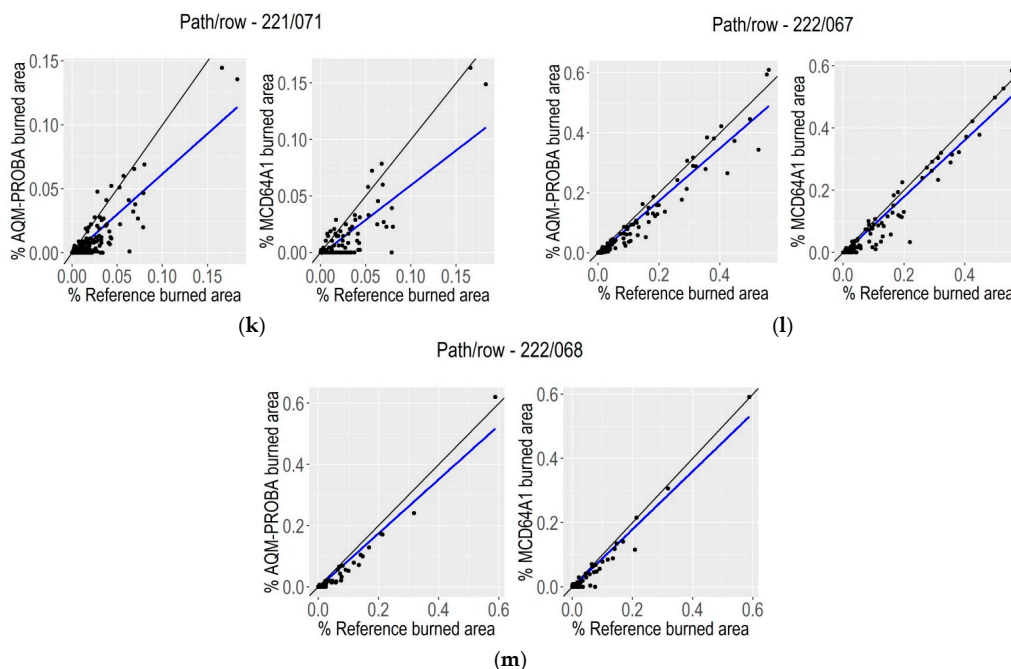 Path/row - 221/071
% AQM-PROBA burned area
0.15
0.10
0.05
0.00
0.00 0.05 0.10 0.15
% Reference burned area
% MCD64A1 burned area
0.15
0.10
0.05
0.00
0.00 0.05 0.10 0.15
% Reference burned area
(k)
Path/row - 222/067
% AQM-PROBA burned area
0.6
0.4
0.2
0.0
0.0 0.2 0.4
% Reference burned area
% MCD64A1 burned area
0.6
0.4
0.2
0.0
0.0 0.2 0.4
% Reference burned area
(l)
Path/row - 222/068
% AQM-PROBA burned area
0.6
0.4
0.2
0.0
0.0 0.2 0.4 0.6
% Reference burned area
% MCD64A1 burned area
0.6
0.4
0.2
0.0
0.0 0.2 0.4 0.6
% Reference burned area
(m)